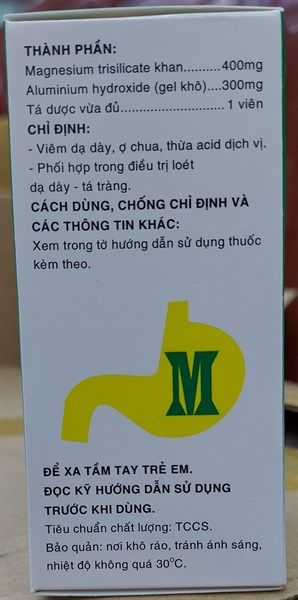 THÀNH PHẦN:
Magnesium trisilicate khan..........400mg
Aluminium hydroxide (gel khô)....300mg
Tá dược vừa đủ........................... 1 viên
CHỈ ĐỊNH:
- Viêm dạ dày, ợ chua, thừa acid dịch vị.
- Phối hợp trong điều trị loét
dạ dày - tá tràng.
CÁCH DÙNG, CHỐNG CHỈ ĐỊNH VÀ
CÁC THÔNG TIN KHÁC:
Xem trong tờ hướng dẫn sử dụng thuốc
kèm theo.
M
ĐỂ XA TẦM TAY TRẺ EM.
ĐỌC KỸ HƯỚNG DẪN SỬ DỤNG
TRƯỚC KHI DÙNG.
Tiêu chuẩn chất lượng: TCCS.
Bảo quản: nơi khô ráo, tránh ánh sáng,
nhiệt độ không quá 30°C.